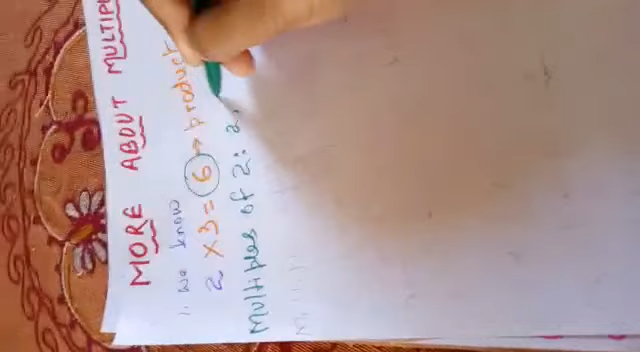 MORE ABOUT MULTIPL
1. We know
2 × 3 = 6 → product
Multiples of 2: 2,